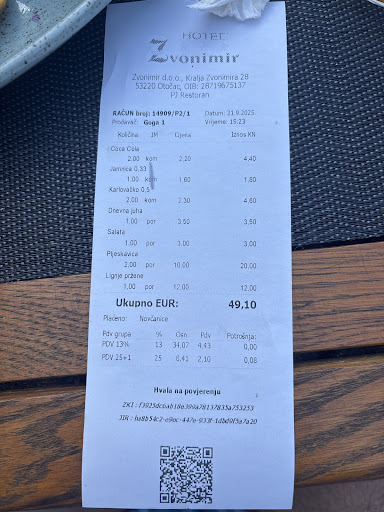 HOTEL
Zvonimir
Zvonimir d.o.o., Kralja Zvonimira 28
53220 Otočac, OIB: 28719675137
PJ Restoran
RAČUN broj: 14909/P2/1 Datum: 21.9.2025.
Prodavač: Goga 1 Vrijeme: 15:23
Količina JM Cijena Iznos KN
Coca Cola
2,00 kom 2,20 4,40
Jamnica 0,33
1,00 kom 1,60 1,60
Karlovačko 0,5
2,00 kom 2,30 4,60
Dnevna juha
1,00 por 3,50 3,50
Salata
1,00 por 3,00 3,00
Pljeskavica
2,00 por 10,00 20,00
Lignje pržene
1,00 por 12,00 12,00
Ukupno EUR: 49,10
Plaćeno: Novčanice
Pdv grupa % Osn. Pdv Potrošnja:
PDV 13% 13 34,07 4,43 0,00
PDV 25+1 25 8,41 2,10 0,08
Hvala na povjerenju
ZKI :
JIR :